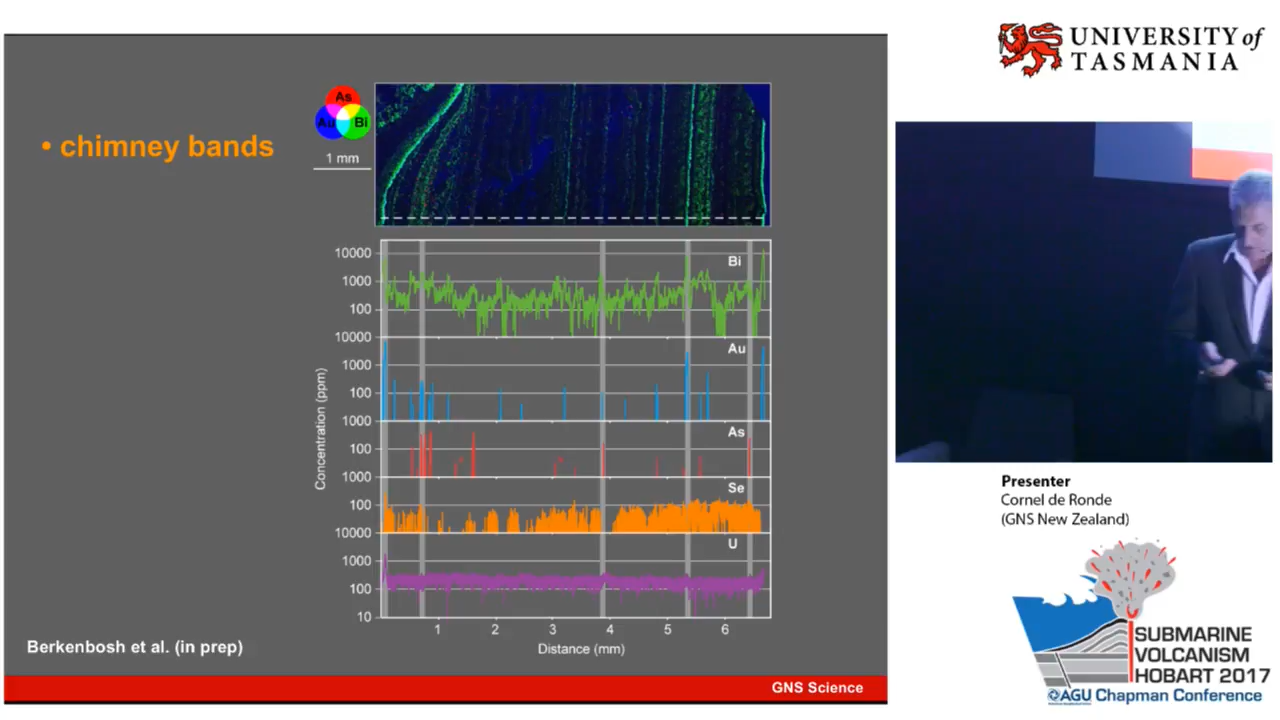 • chimney bands
As
Au
Bi
1 mm
Concentration (ppm)
10000
1000
100
Bi
10000
1000
100
Au
1000
100
As
1000
100
Se
10000
1000
100
10
U
1
2
3
4
5
6
Distance (mm)
Berkenbosh et al. (in prep)
GNS Science
UNIVERSITY of
TASMANIA
Presenter
Cornel de Ronde
(GNS New Zealand)
SUBMARINE
VOLCANISM
HOBART 2017
AGU Chapman Conference